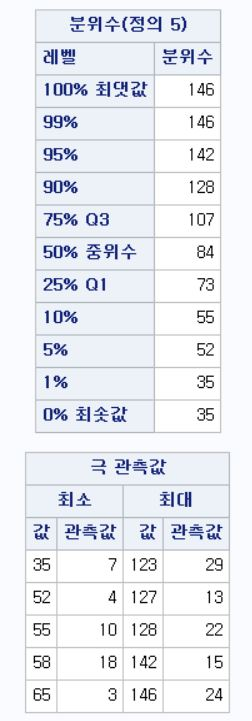 분위수(정의 5)
레벨 분위수
100% 최댓값 146
99% 146
95% 142
90% 128
75% Q3 107
50% 중위수 84
25% Q1 73
10% 55
5% 52
1% 35
0% 최솟값 35
극 관측값
최소 최대
값 관측값 값 관측값
35 7 123 29
52 4 127 13
55 10 128 22
58 18 142 15
65 3 146 24